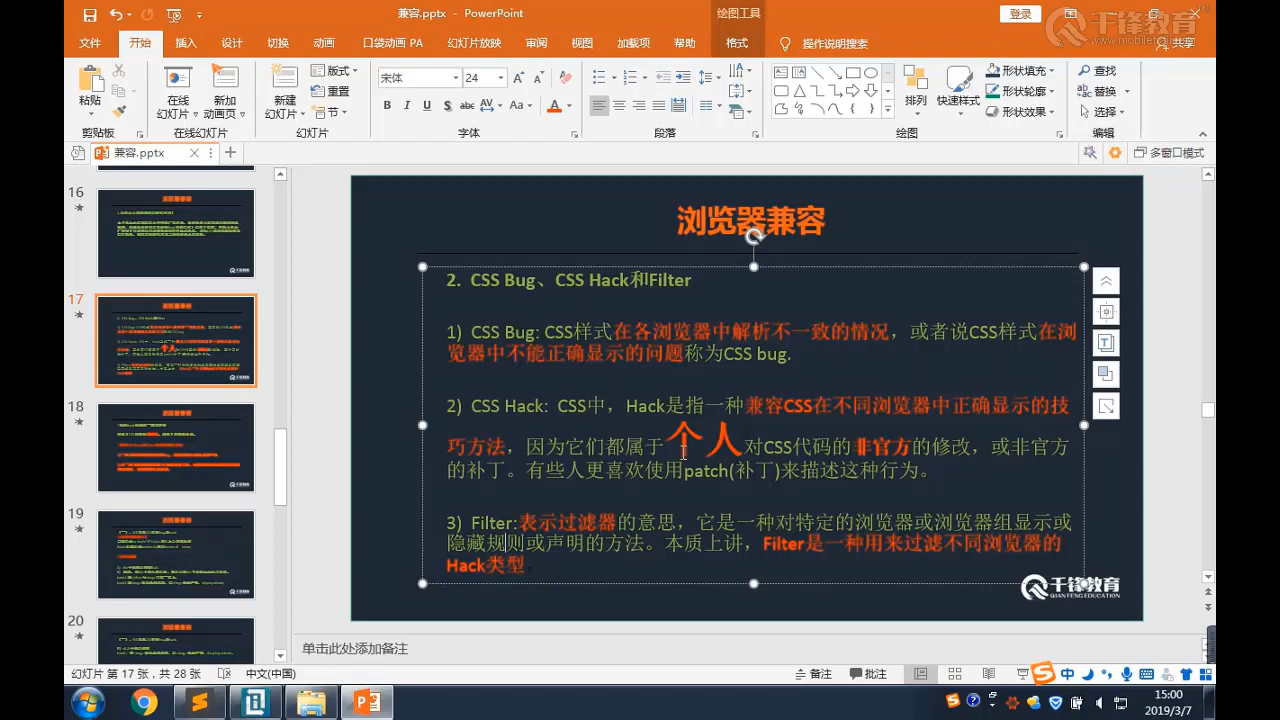 兼容.pptx - PowerPoint
绘图工具
登录
千锋教育
文件
开始
插入
设计
切换
动画
口袋动画 PA
幻灯片放映
审阅
视图
加载项
帮助
格式
操作说明搜索
共享
粘贴
剪贴板
在线
幻灯片
新加
动画页
在线幻灯片
新建
幻灯片
版式
重置
节
幻灯片
宋体
24
B I U S abc AV Aa A
字体
段落
排列
快速样式
形状填充
形状轮廓
形状效果
绘图
查找
替换
选择
编辑
兼容.pptx
多窗口模式
16
17
18
19
20
浏览器兼容
2. CSS Bug、CSS Hack和Filter
1) CSS Bug: CSS样式在各浏览器中解析不一致的情况，或者说CSS样式在浏
览器中不能正确显示的问题称为CSS bug.
2) CSS Hack: CSS中，Hack是指一种兼容CSS在不同浏览器中正确显示的技
巧方法，因为它们都属于个人对CSS代码的非官方的修改，或非官方
的补丁。有些人更喜欢使用patch(补丁)来描述这种行为。
3) Filter:表示过滤器的意思，它是一种对特定的浏览器或浏览器组显示或
隐藏规则或声明的方法。本质上讲，Filter是一种用来过滤不同浏览器的
Hack类型
千锋教育
QIAN FENG EDUCATION
单击此处添加备注
幻灯片 第 17 张，共 28 张
中文(中国)
备注
批注
中
15:00
2019/3/7